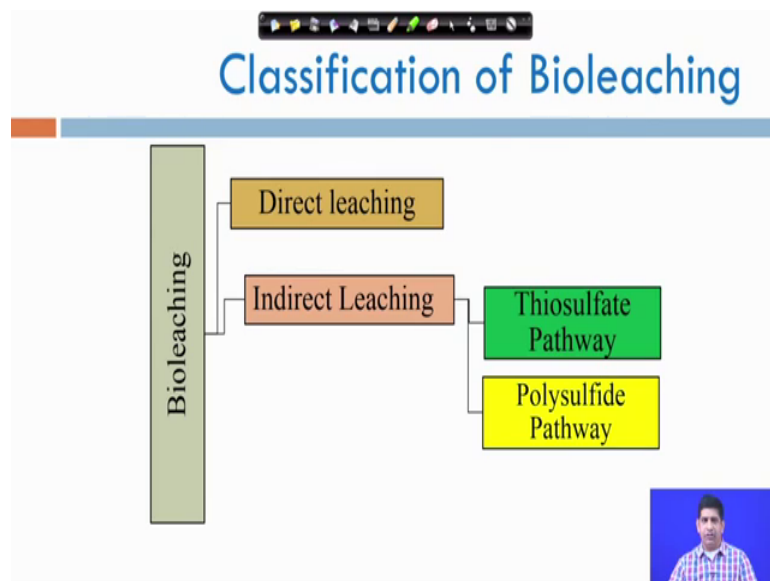 Classification of Bioleaching
Bioleaching
Direct leaching
Indirect Leaching
Thiosulfate
Pathway
Polysulfide
Pathway